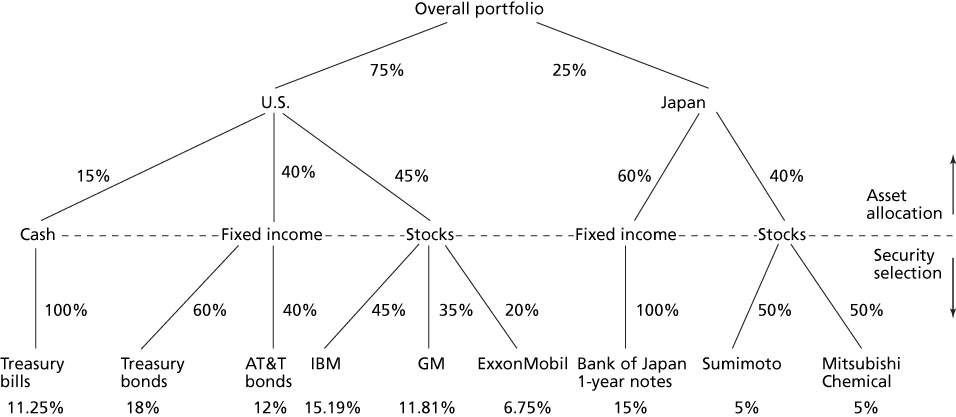 Overall portfolio
75%
25%
U.S.
Japan
15%
40%
45%
60%
40%
Asset
allocation
Cash
Fixed income
Stocks
Fixed income
Stocks
Security
selection
100%
60%
40%
45%
35%
20%
100%
50%
50%
Treasury
bills
Treasury
bonds
AT&T
bonds
IBM
GM
ExxonMobil
Bank of Japan
1-year notes
Sumimoto
Mitsubishi
Chemical
11.25%
18%
12%
15.19%
11.81%
6.75%
15%
5%
5%